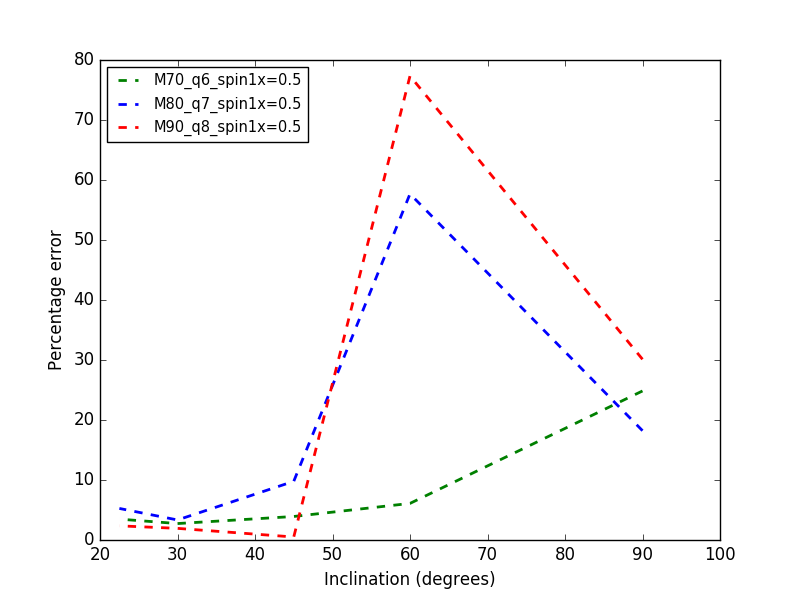 80
70
60
50
40
30
20
10
0
Percentage error
M70_q6_spin1x=0.5
M80_q7_spin1x=0.5
M90_q8_spin1x=0.5
20 30 40 50 60 70 80 90 100
Inclination (degrees)